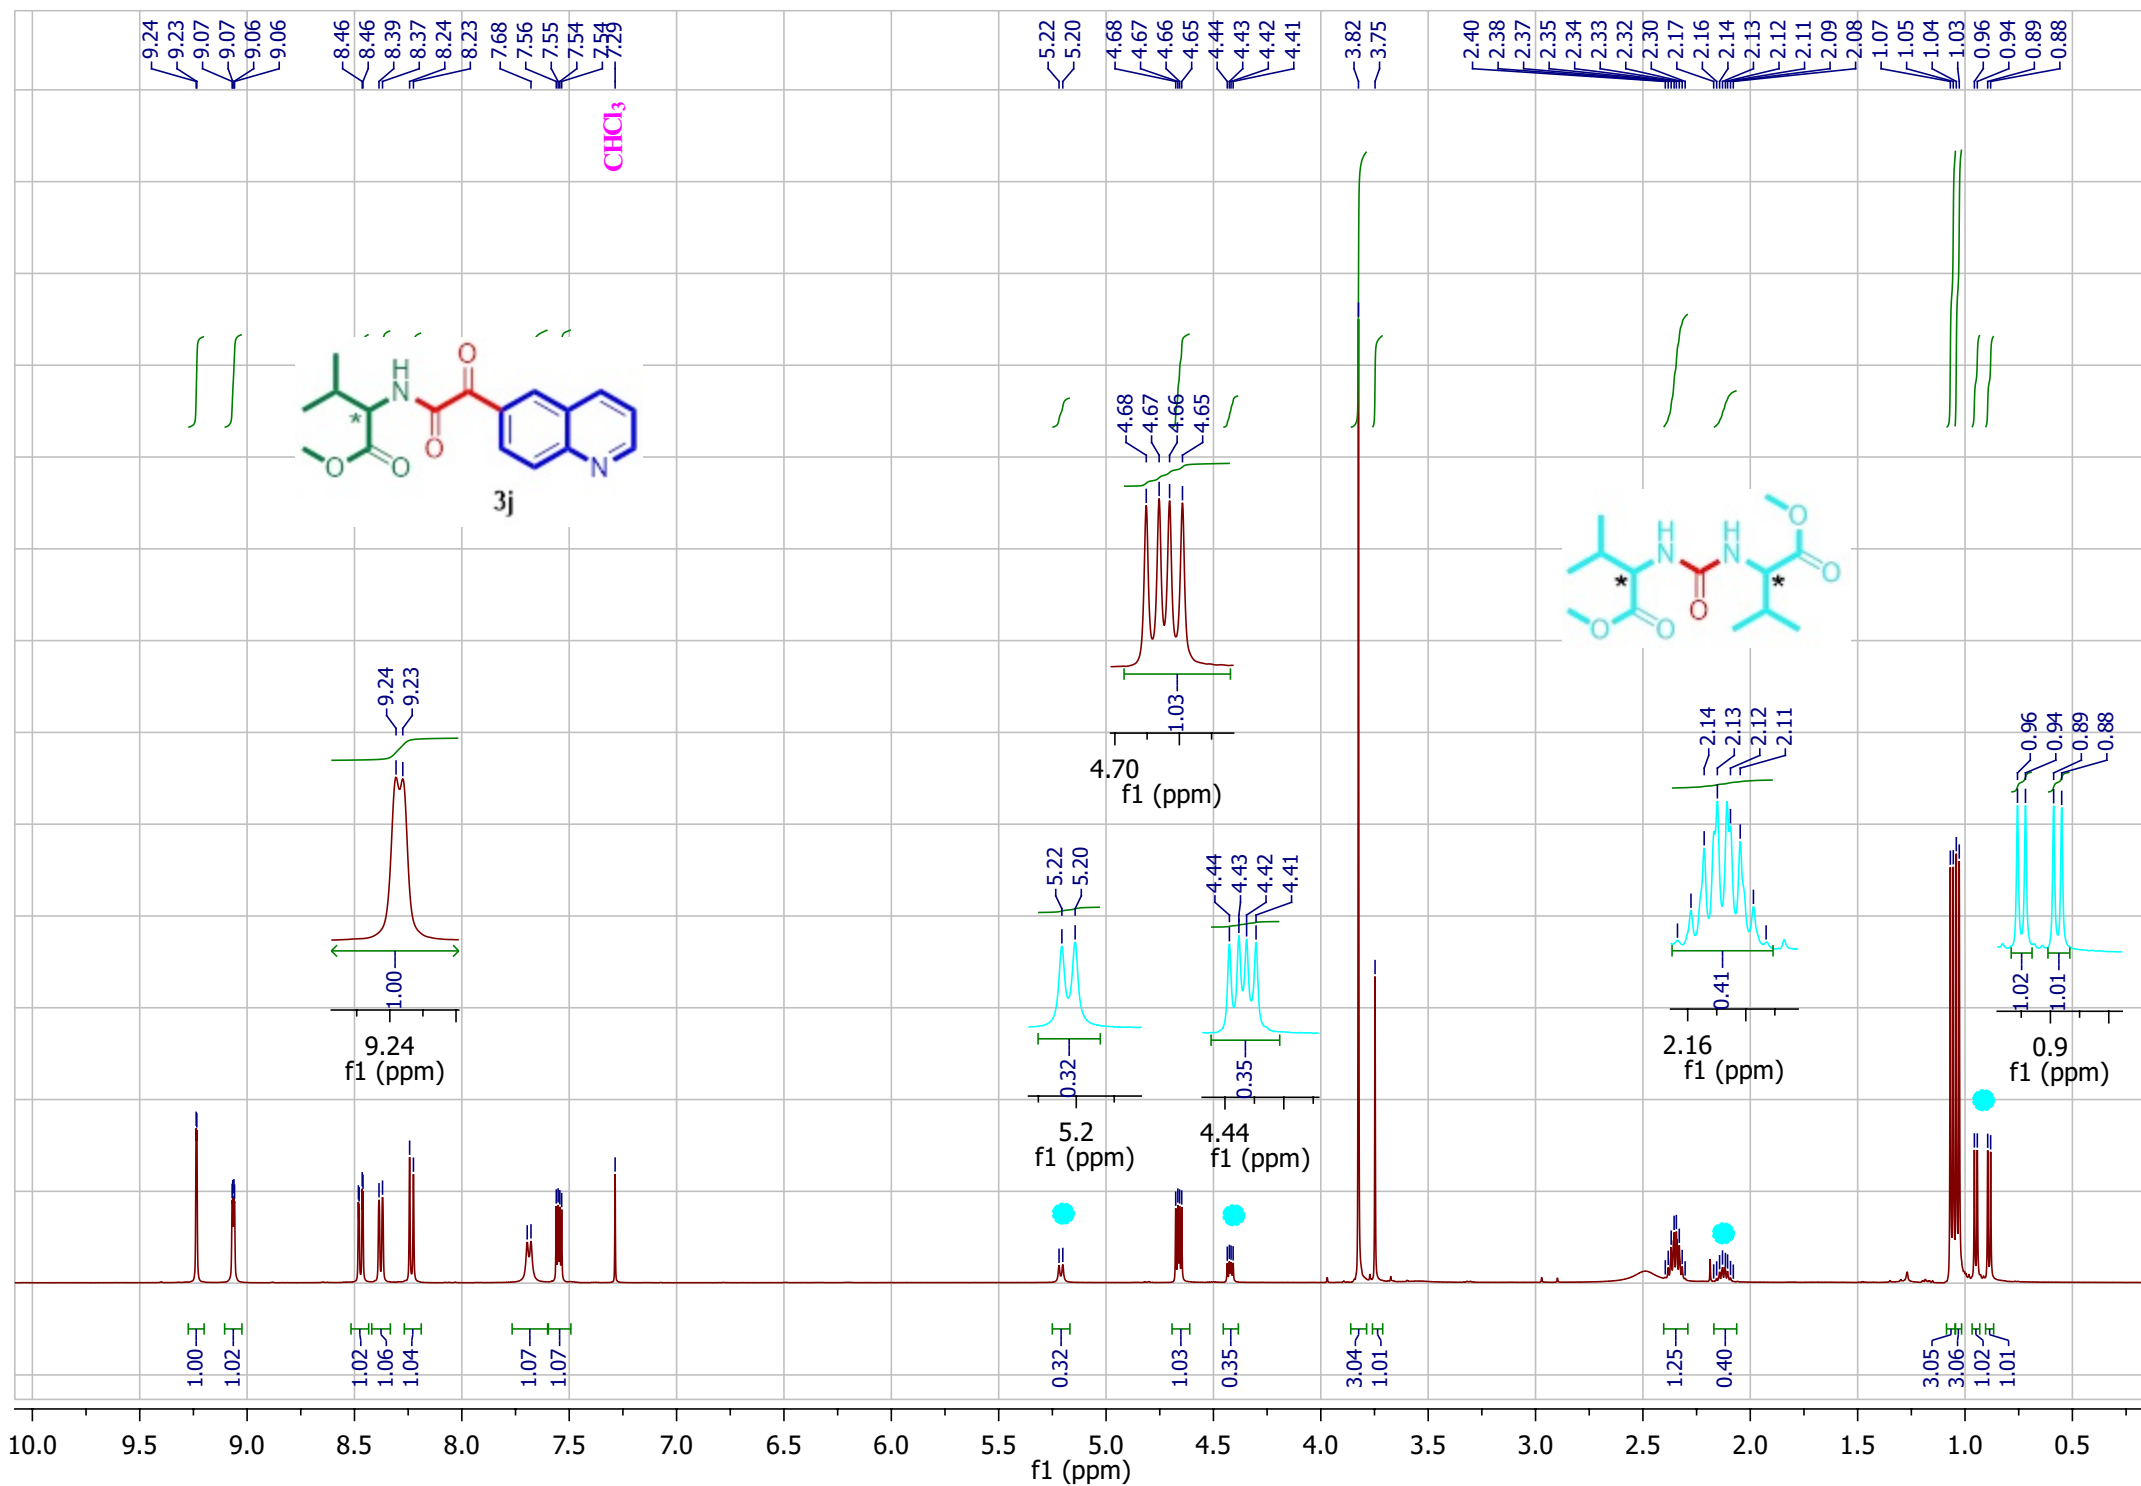 9.24 9.23 9.07 9.07 9.06 9.06 8.46 8.46 8.39 8.37 8.24 8.23 7.68 7.56 7.55 7.54 7.54 7.29 5.22 5.20 4.68 4.67 4.66 4.65 4.44 4.43 4.42 4.41 3.82 3.75 2.40 2.38 2.37 2.35 2.34 2.33 2.32 2.30 2.17 2.16 2.14 2.13 2.12 2.11 2.09 2.08 1.07 1.05 1.04 1.03 0.96 0.94 0.89 0.88
CHCl3
H
N
O
O
O
O
N
*
3j
4.68 4.67 4.66 4.65
1.03
4.70
f1 (ppm)
O
O
H
N
H
N
O
O
O
*
*
9.24 9.23
1.00
9.24
f1 (ppm)
5.22 5.20
0.32
5.2
f1 (ppm)
4.44 4.43 4.42 4.41
0.35
4.44
f1 (ppm)
2.14 2.13 2.12 2.11
0.41
2.16
f1 (ppm)
0.96 0.94 0.89 0.88
1.02 1.01
0.9
f1 (ppm)
1.00 1.02 1.02 1.06 1.04 1.07 1.07 0.32 1.03 0.35 3.04 1.01 1.25 0.40 3.05 3.06 1.02 1.01
10.0 9.5 9.0 8.5 8.0 7.5 7.0 6.5 6.0 5.5 5.0 4.5 4.0 3.5 3.0 2.5 2.0 1.5 1.0 0.5
f1 (ppm)